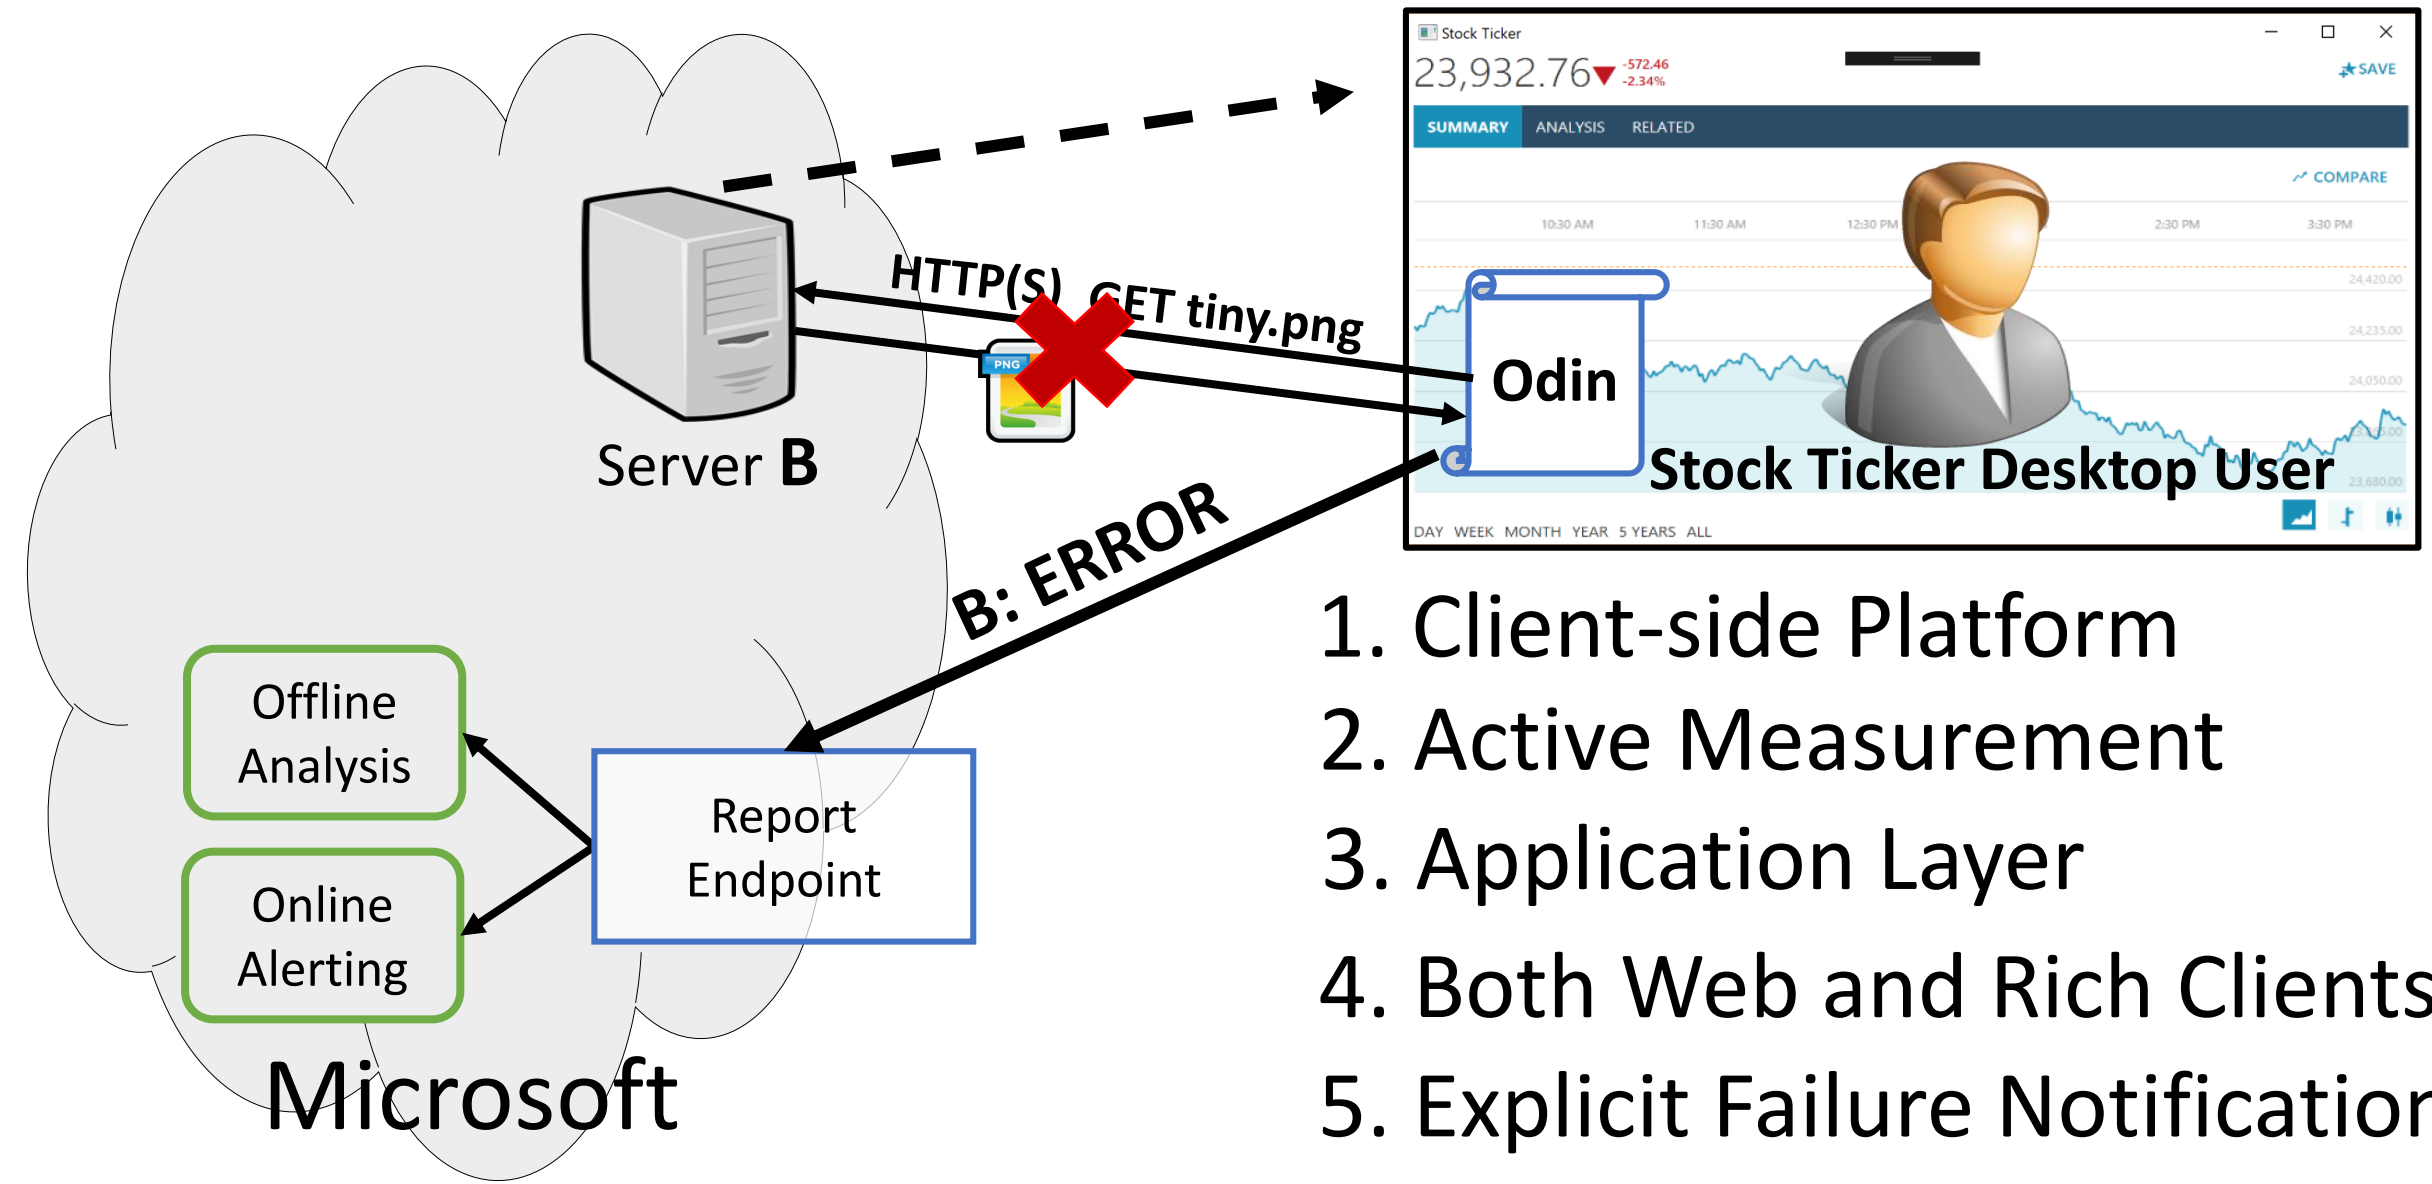 Stock Ticker
23,932.76
-572.46
-2.34%
SAVE
SUMMARY ANALYSIS RELATED
COMPARE
10:30 AM 11:30 AM 12:30 PM 2:30 PM 3:30 PM
24,420.00
24,235.00
24,050.00
23,680.00
DAY WEEK MONTH YEAR 5 YEARS ALL
Odin
Stock Ticker Desktop User
HTTP(S) GET tiny.png
PNG
Server B
B: ERROR
Offline
Analysis
Online
Alerting
Report
Endpoint
Microsoft
1. Client-side Platform
2. Active Measurement
3. Application Layer
4. Both Web and Rich Clients
5. Explicit Failure Notification